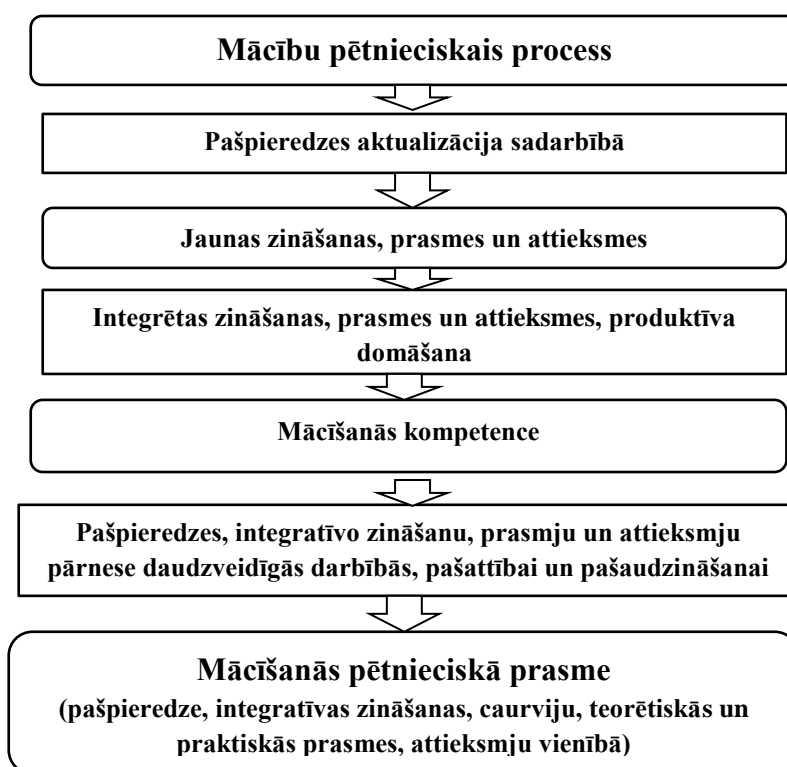 Mācību pētnieciskais process
Pašpieredzes aktualizācija sadarbībā
Jaunas zināšanas, prasmes un attieksmes
Integrētas zināšanas, prasmes un attieksmes, produktīva
domāšana
Mācīšanās kompetence
Pašpieredzes, integratīvo zināšanu, prasmju un attieksmju
pārnese daudzveidīgās darbībās, pašattībai un pašaudzināšanai
Mācīšanās pētnieciskā prasme
(pašpieredze, integratīvas zināšanas, caurviju, teorētiskās un
praktiskās prasmes, attieksmju vienībā)